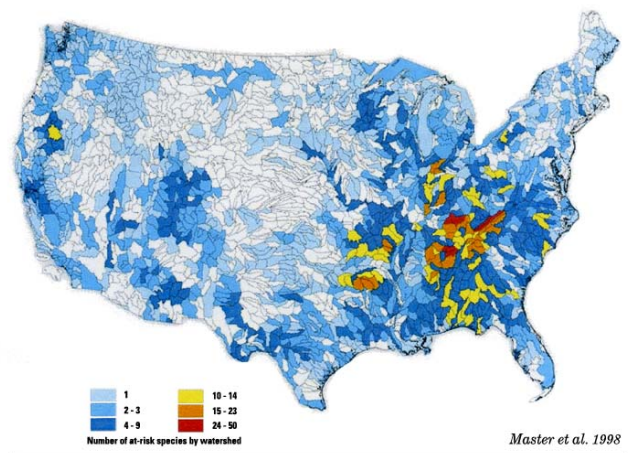 1
2 - 3
4 - 9
10 - 14
15 - 23
24 - 50
Number of at-risk species by watershed
Master et al. 1998